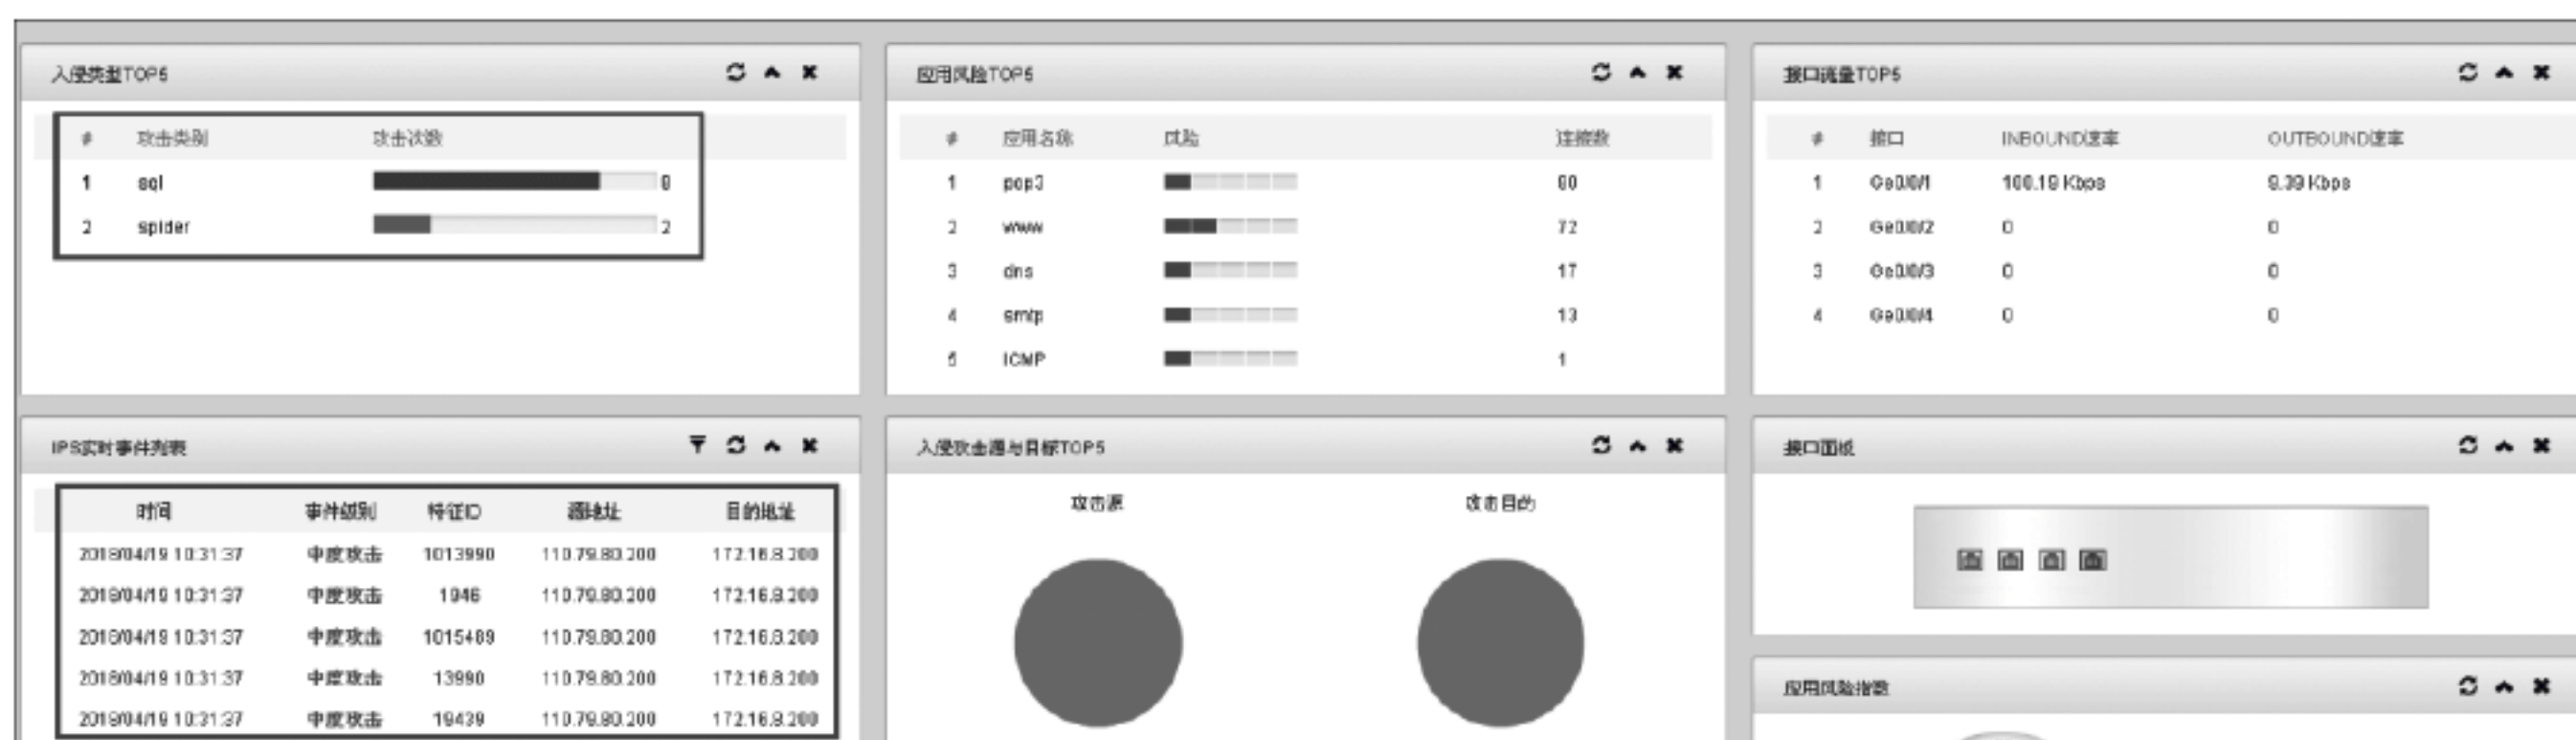 入侵类型TOP5
# 攻击类别 攻击次数
1 sql 8
2 spider 2
应用风险TOP5
# 应用名称 风险 连接数
1 pop3 80
2 www 72
3 dns 17
4 smtp 13
5 ICMP 1
接口流量TOP5
# 接口 INBOUND速率 OUTBOUND速率
1 Ge0/0/1 100.19 Kbps 9.39 Kbps
2 Ge0/0/2 0 0
3 Ge0/0/3 0 0
4 Ge0/0/4 0 0
IPS实时事件列表
时间 事件级别 特征ID 源地址 目的地址
2018/04/19 10:31:37 中度攻击 1013990 110.79.80.200 172.16.8.200
2018/04/19 10:31:37 中度攻击 1946 110.79.80.200 172.16.8.200
2018/04/19 10:31:37 中度攻击 1015489 110.79.80.200 172.16.8.200
2018/04/19 10:31:37 中度攻击 13990 110.79.80.200 172.16.8.200
2018/04/19 10:31:37 中度攻击 19439 110.79.80.200 172.16.8.200
入侵攻击源与目标TOP5
攻击源 攻击目的
接口面板
应用风险指数